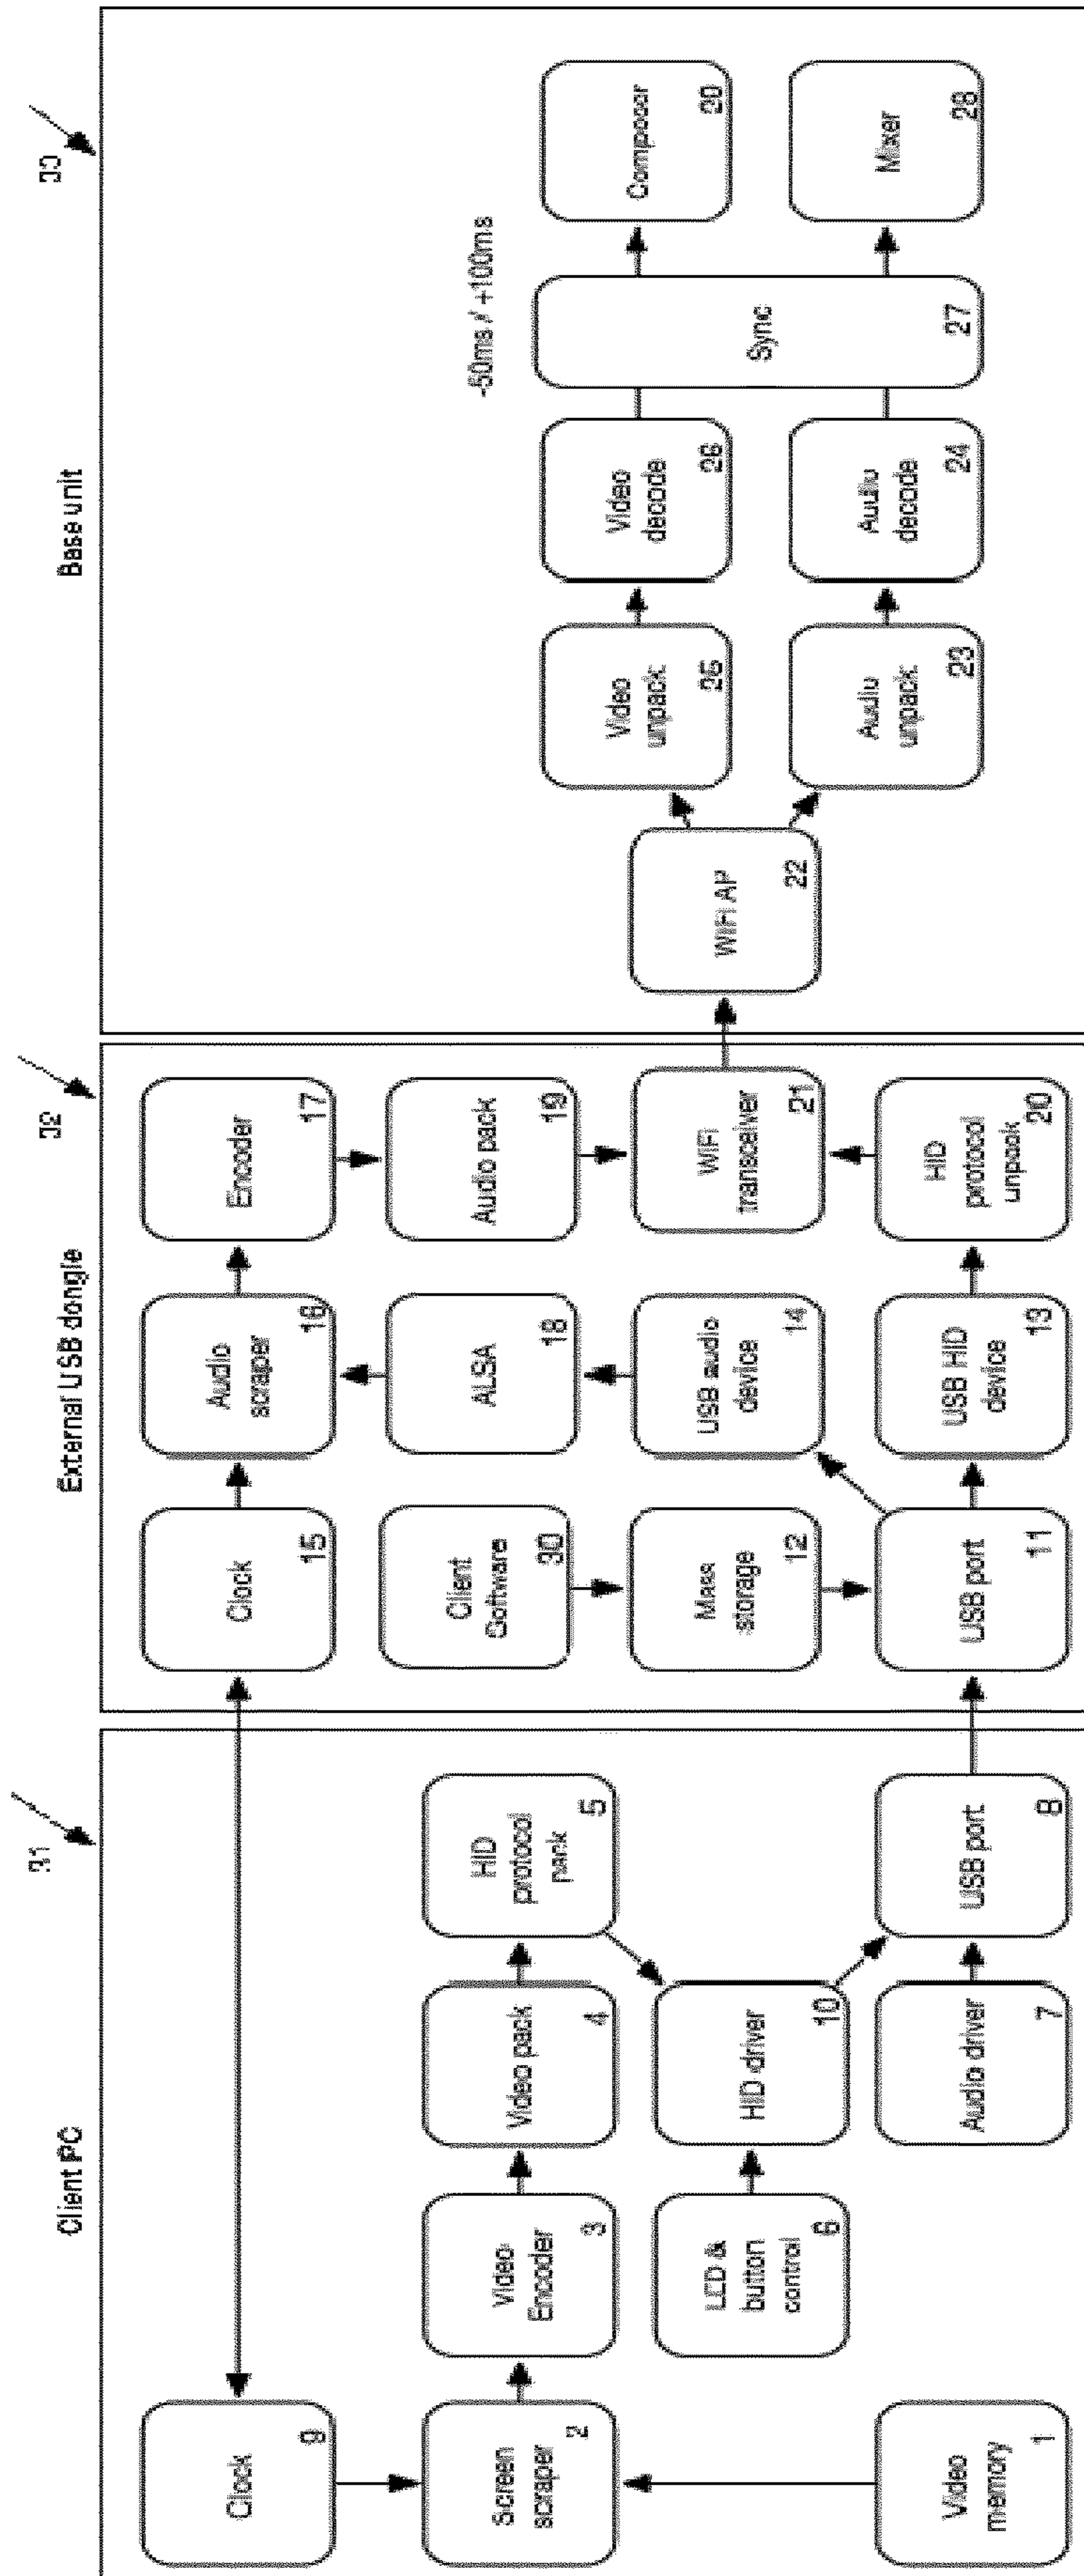 Client PC
External USB dongle
Base unit
31
32
33
Clock
9
Screen
scraper
2
Video
memory
1
Video
Encoder
3
LCD &
button
control
6
Video pack
4
HID driver
10
Audio driver
7
HID
protocol
pack
5
USB port
8
Clock
15
Client
Software
30
Mass
storage
12
USB port
11
Audio
scraper
16
ALSA
18
USB audio
device
14
USB HID
device
13
Encoder
17
Audio pack
19
WIFI
transceiver
21
HID
protocol
unpack
20
WIFI AP
22
Video
unpack
25
Audio
unpack
23
Video
decode
26
Audio
decode
24
-50ms / +100ms
Sync
27
Composer
29
Mixer
28